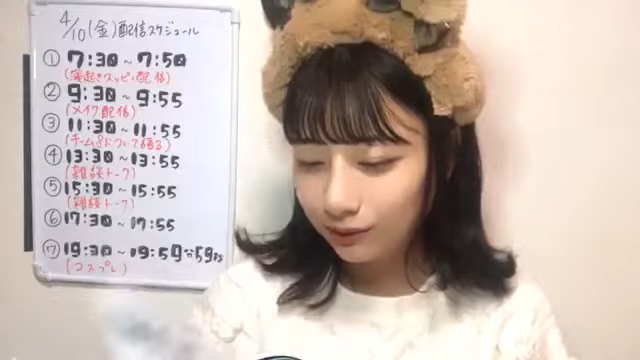 4/10(金)配信スケジュール
① 7:30~7:50
(寝起きスッピン配信)
② 9:30~9:55
(メイク配信)
③ 11:30~11:55
(チーム8について語る)
④ 13:30~13:55
(雑談トーク)
⑤ 15:30~15:55
(雑談トーク)
⑥ 17:30~17:55
⑦ 19:30~19:59分59秒
(コスプレ)